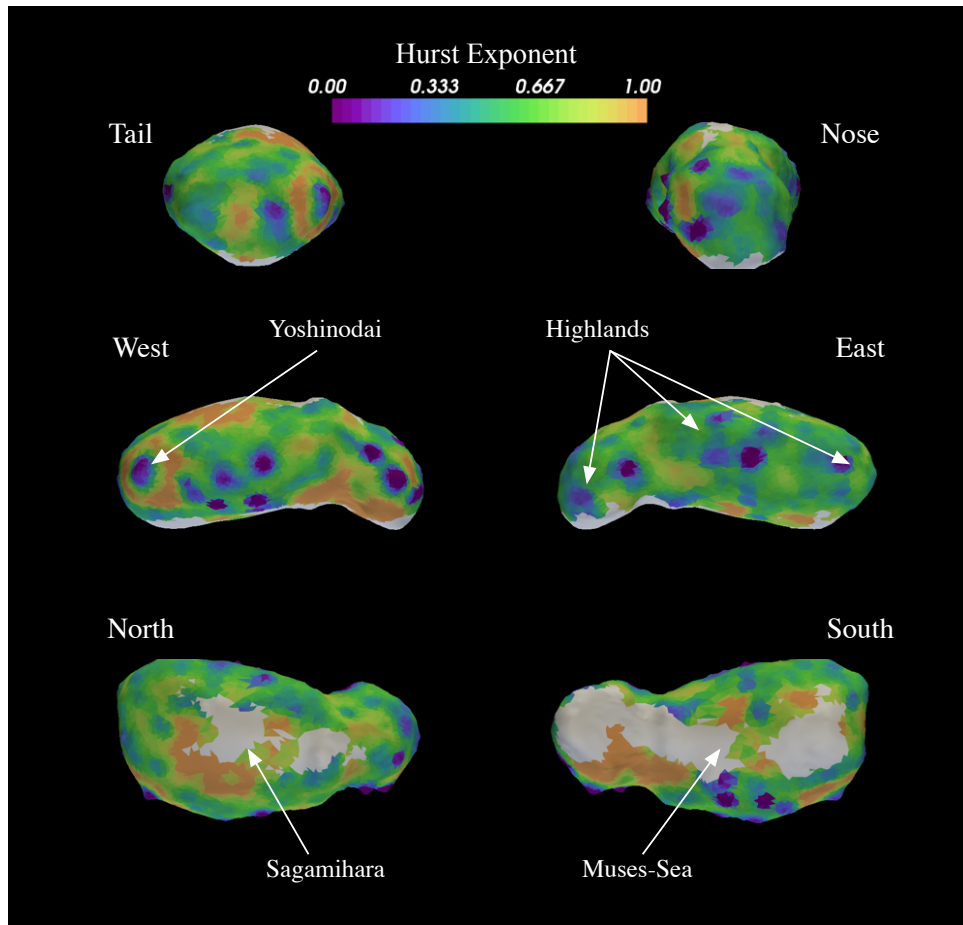 Hurst Exponent
0.00 0.333 0.667 1.00
Tail
Nose
Yoshinodai
Highlands
West
East
North
South
Sagamihara
Muses-Sea